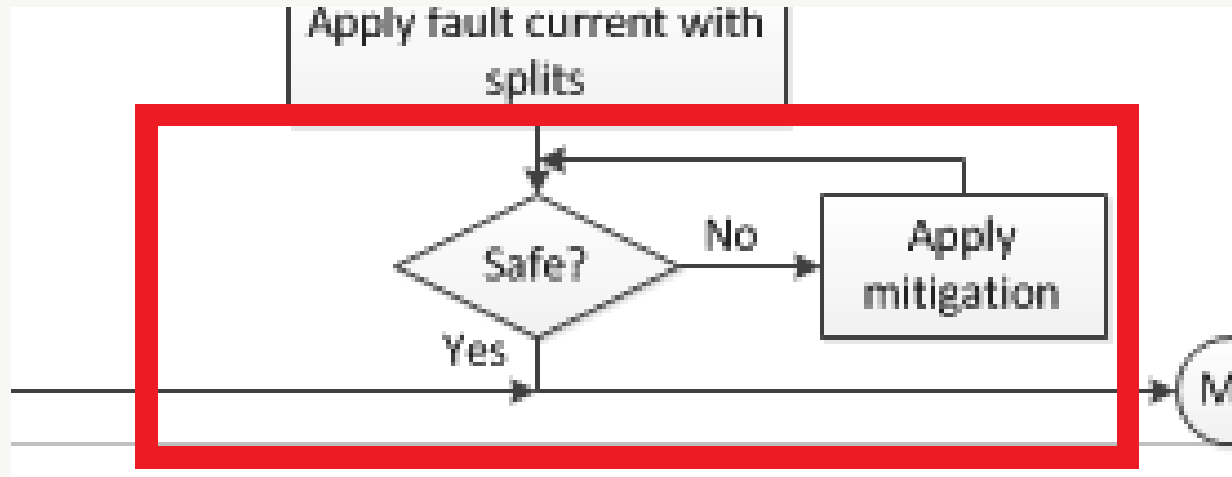 Apply fault current with
splits
Safe?
No
Apply
mitigation
Yes